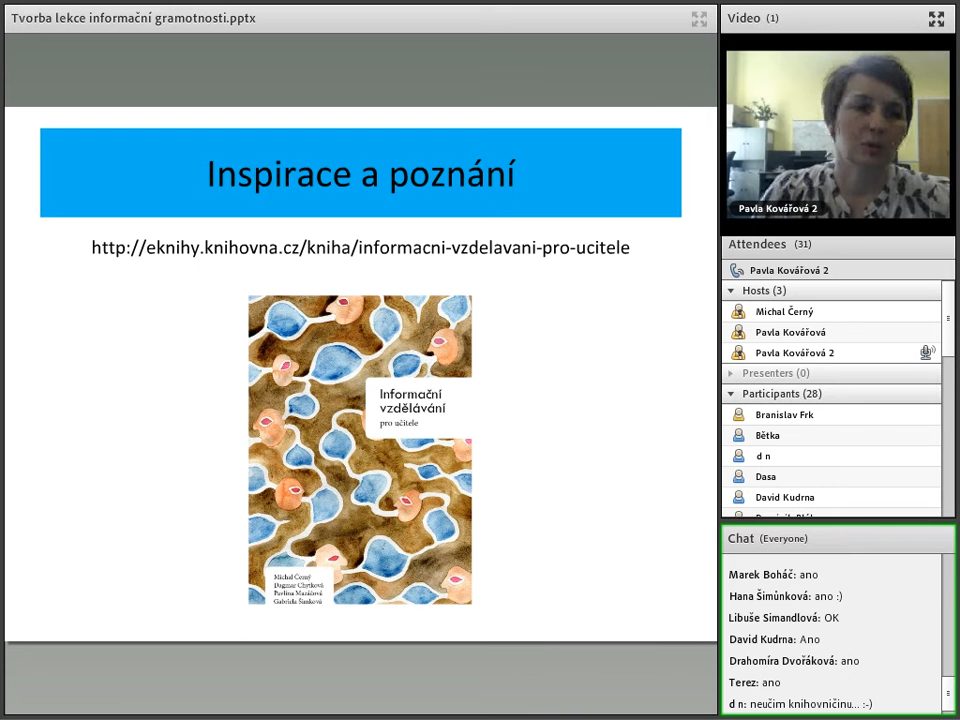 Tvorba lekce informační gramotnosti.pptx
Inspirace a poznání
http://eknihy.knihovna.cz/kniha/informacni-vzdelavani-pro-ucitele
Informační
vzdělávání
pro učitele
Michal Černý
Dagmar Chytková
Pavlína Mazáčová
Gabriela Šimková
Video (1)
Pavla Kovářová 2
Attendees (31)
Pavla Kovářová 2
Hosts (3)
Michal Černý
Pavla Kovářová
Pavla Kovářová 2
Presenters (0)
Participants (28)
Branislav Frk
Bětka
d n
Dasa
David Kudrna
Chat (Everyone)
Marek Boháč: ano
Hana Šimůnková: ano :)
Libuše Simandlová: OK
David Kudrna: Ano
Drahomíra Dvořáková: ano
Terez: ano
d n: neučim knihovničinu... :-)